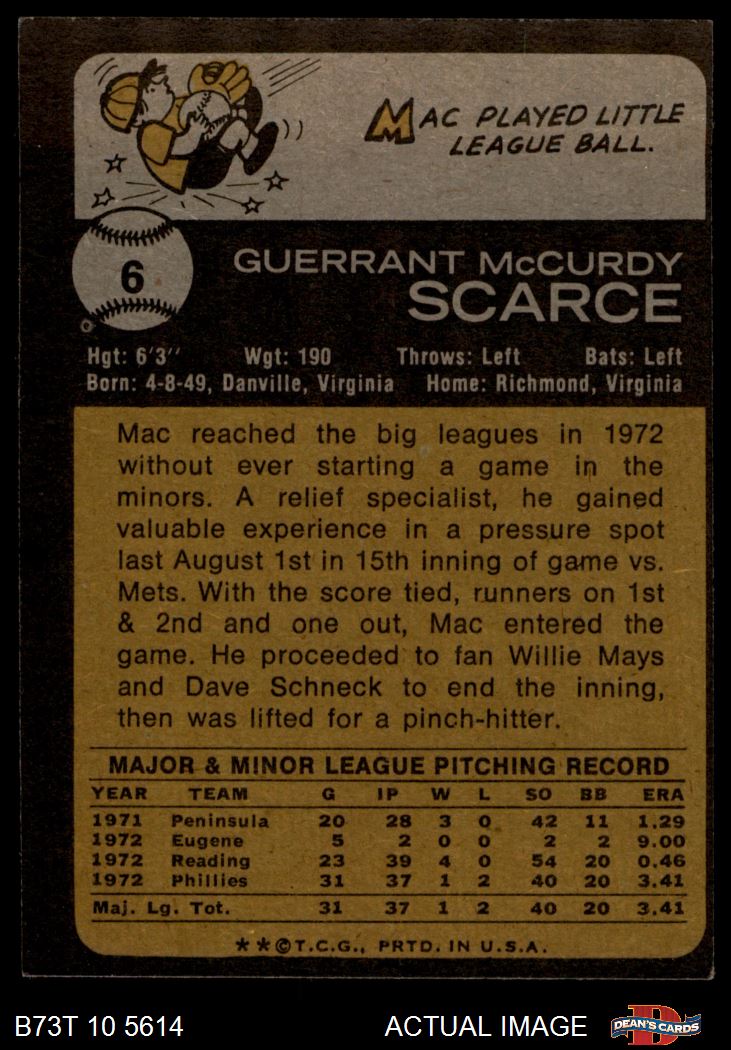 MAC PLAYED LITTLE
LEAGUE BALL.
6
GUERRANT McCURDY
SCARCE
Hgt: 6'3" Wgt: 190 Throws: Left Bats: Left
Born: 4-8-49, Danville, Virginia Home: Richmond, Virginia
Mac reached the big leagues in 1972
without ever starting a game in the
minors. A relief specialist, he gained
valuable experience in a pressure spot
last August 1st in 15th inning of game vs.
Mets. With the score tied, runners on 1st
& 2nd and one out, Mac entered the
game. He proceeded to fan Willie Mays
and Dave Schneck to end the inning,
then was lifted for a pinch-hitter.
MAJOR & MINOR LEAGUE PITCHING RECORD
YEAR TEAM G IP W L SO BB ERA
1971 Peninsula 20 28 3 0 42 11 1.29
1972 Eugene 5 2 0 0 2 2 9.00
1972 Reading 23 39 4 0 54 20 0.46
1972 Phillies 31 37 1 2 40 20 3.41
Maj. Lg. Tot. 31 37 1 2 40 20 3.41
★★©T.C.G., PRTD. IN U.S.A.
B73T 10 5614 ACTUAL IMAGE DEAN'S CARDS